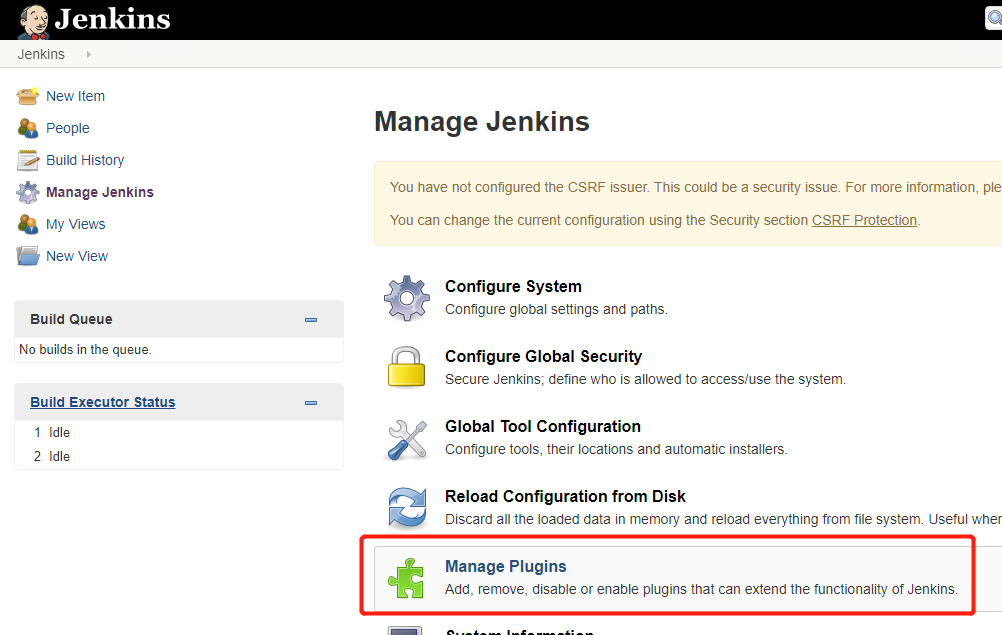 Jenkins
Jenkins
New Item
People
Build History
Manage Jenkins
My Views
New View
Build Queue
No builds in the queue.
Build Executor Status
1 Idle
2 Idle
Manage Jenkins
You have not configured the CSRF issuer. This could be a security issue. For more information, ple
You can change the current configuration using the Security section CSRF Protection.
Configure System
Configure global settings and paths.
Configure Global Security
Secure Jenkins; define who is allowed to access/use the system.
Global Tool Configuration
Configure tools, their locations and automatic installers.
Reload Configuration from Disk
Discard all the loaded data in memory and reload everything from file system. Useful when
Manage Plugins
Add, remove, disable or enable plugins that can extend the functionality of Jenkins.
System Information